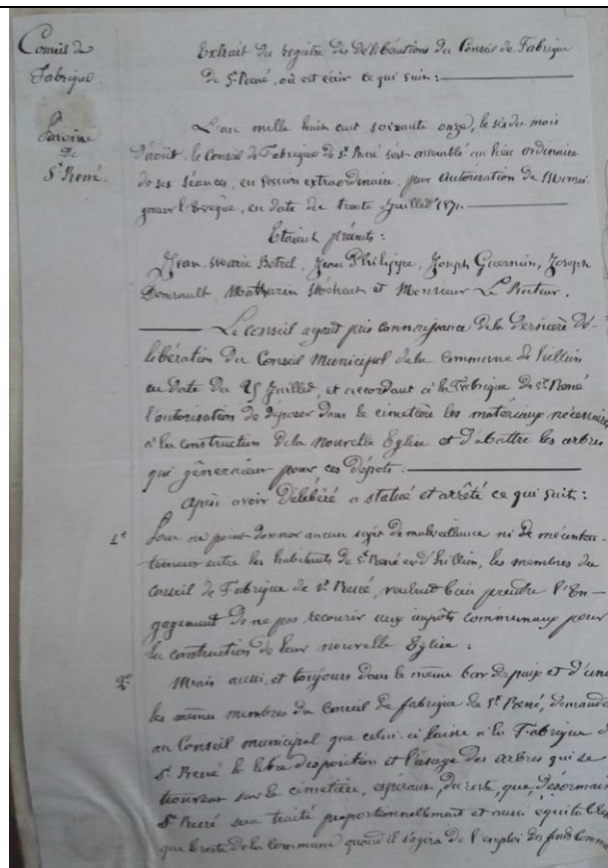 Conseil de
Fabrique.
Paroisse
de
St René.
Extrait du registre des délibérations du Conseil de Fabrique
de St René, où est écrit ce qui suit :
L'an mille huit cent soixante onze, le six du mois
d'août, le Conseil de Fabrique de St René s'est assemblé au lieu ordinaire
de ses séances, en session extraordinaire, par autorisation de Monsei-
gneur l'Evêque, en date du trente Juillet 1871.
Etaient présents :
Jean-Marie Botrel, Jean Philippe, Joseph Guernion, Joseph
Mathurin et Monsieur Le Recteur.
Le conseil ayant pris connaissance de la dernière dé-
libération du Conseil Municipal de la commune de hillion
en date du 25 Juillet, et accordant à la Fabrique de St René
l'autorisation de déposer dans le cimetière les matériaux nécessaires
à la construction de la nouvelle Eglise et d'abattre les arbres
qui gêneraient pour ces dépots.
Après avoir délibéré a statué et arrêté ce qui suit :
1° Pour ne point donner aucun sujet de malveillance ni de méconten-
tement entre les habitants de St René et d'hillion, les membres du
conseil de Fabrique de St René, veulent bien prendre l'En-
gagement de ne pas recourir aux impôts communaux pour
la construction de leur nouvelle Eglise :
2° Mais aussi, et toujours dans le même but de paix et d'union
les mêmes membres du Conseil de fabrique de St René, demandent
au Conseil municipal que celui-ci laisse à la Fabrique de
St René la libre disposition et l'usage des arbres qui se
trouvent sur le cimetière, espérant, du reste, que désormais
St René sera traité proportionnellement et aussi equitablement
que le reste de la commune quand il s'agira de l'emploi des fonds commun